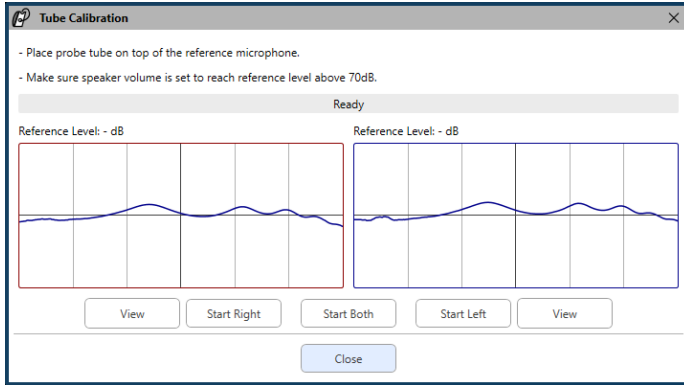 Tube Calibration
- Place probe tube on top of the reference microphone.
- Make sure speaker volume is set to reach reference level above 70dB.
Ready
Reference Level: - dB
Reference Level: - dB
View
Start Right
Start Both
Start Left
View
Close